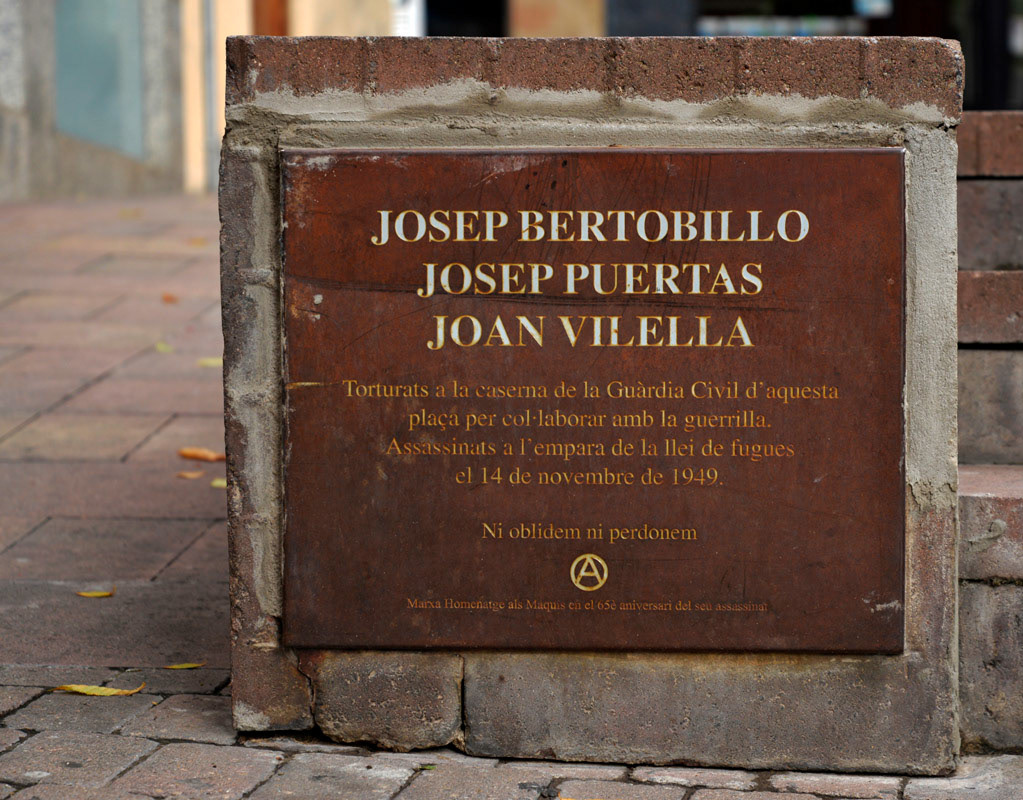 JOSEP BERTOBILLO
JOSEP PUERTAS
JOAN VILELLA
Torturats a la caserna de la Guàrdia Civil d'aquesta
plaça per col·laborar amb la guerrilla.
Assassinats a l'empara de la llei de fugues
el 14 de novembre de 1949.
Ni oblidem ni perdonem
A
Marxa Homenatge als Maquis en el 65è aniversari del seu assassinat